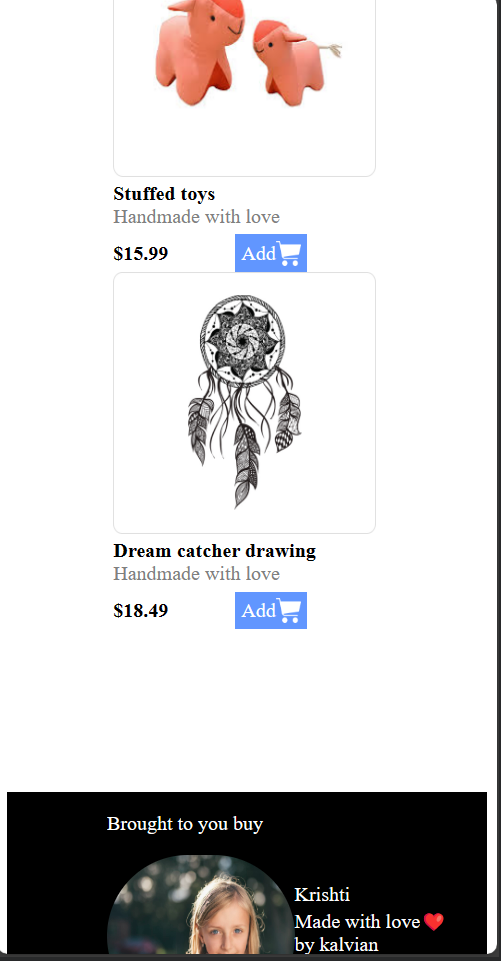 Stuffed toys
Handmade with love
$15.99
Add
Dream catcher drawing
Handmade with love
$18.49
Add
Brought to you buy
Krishti
Made with love❤️
by kalvian